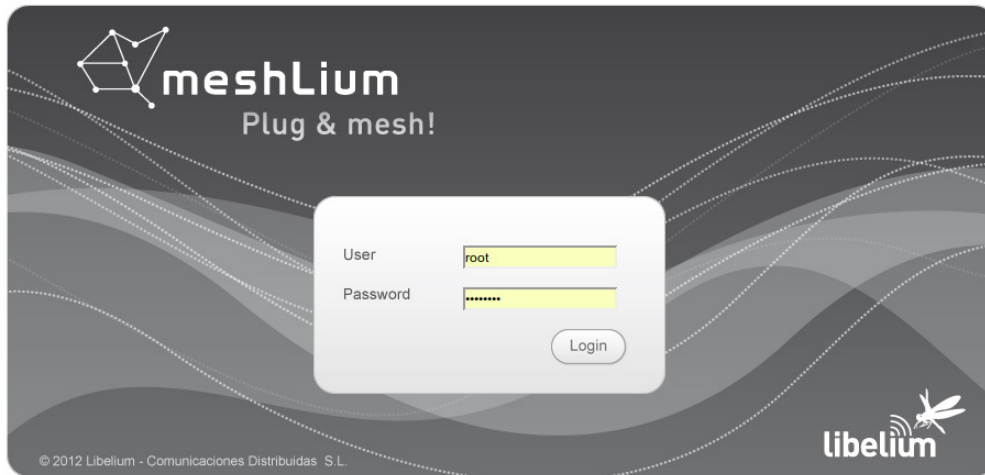 meshLium
Plug & mesh!
User root
Password ••••••••
Login
© 2012 Libelium - Comunicaciones Distribuidas S.L.
libelium